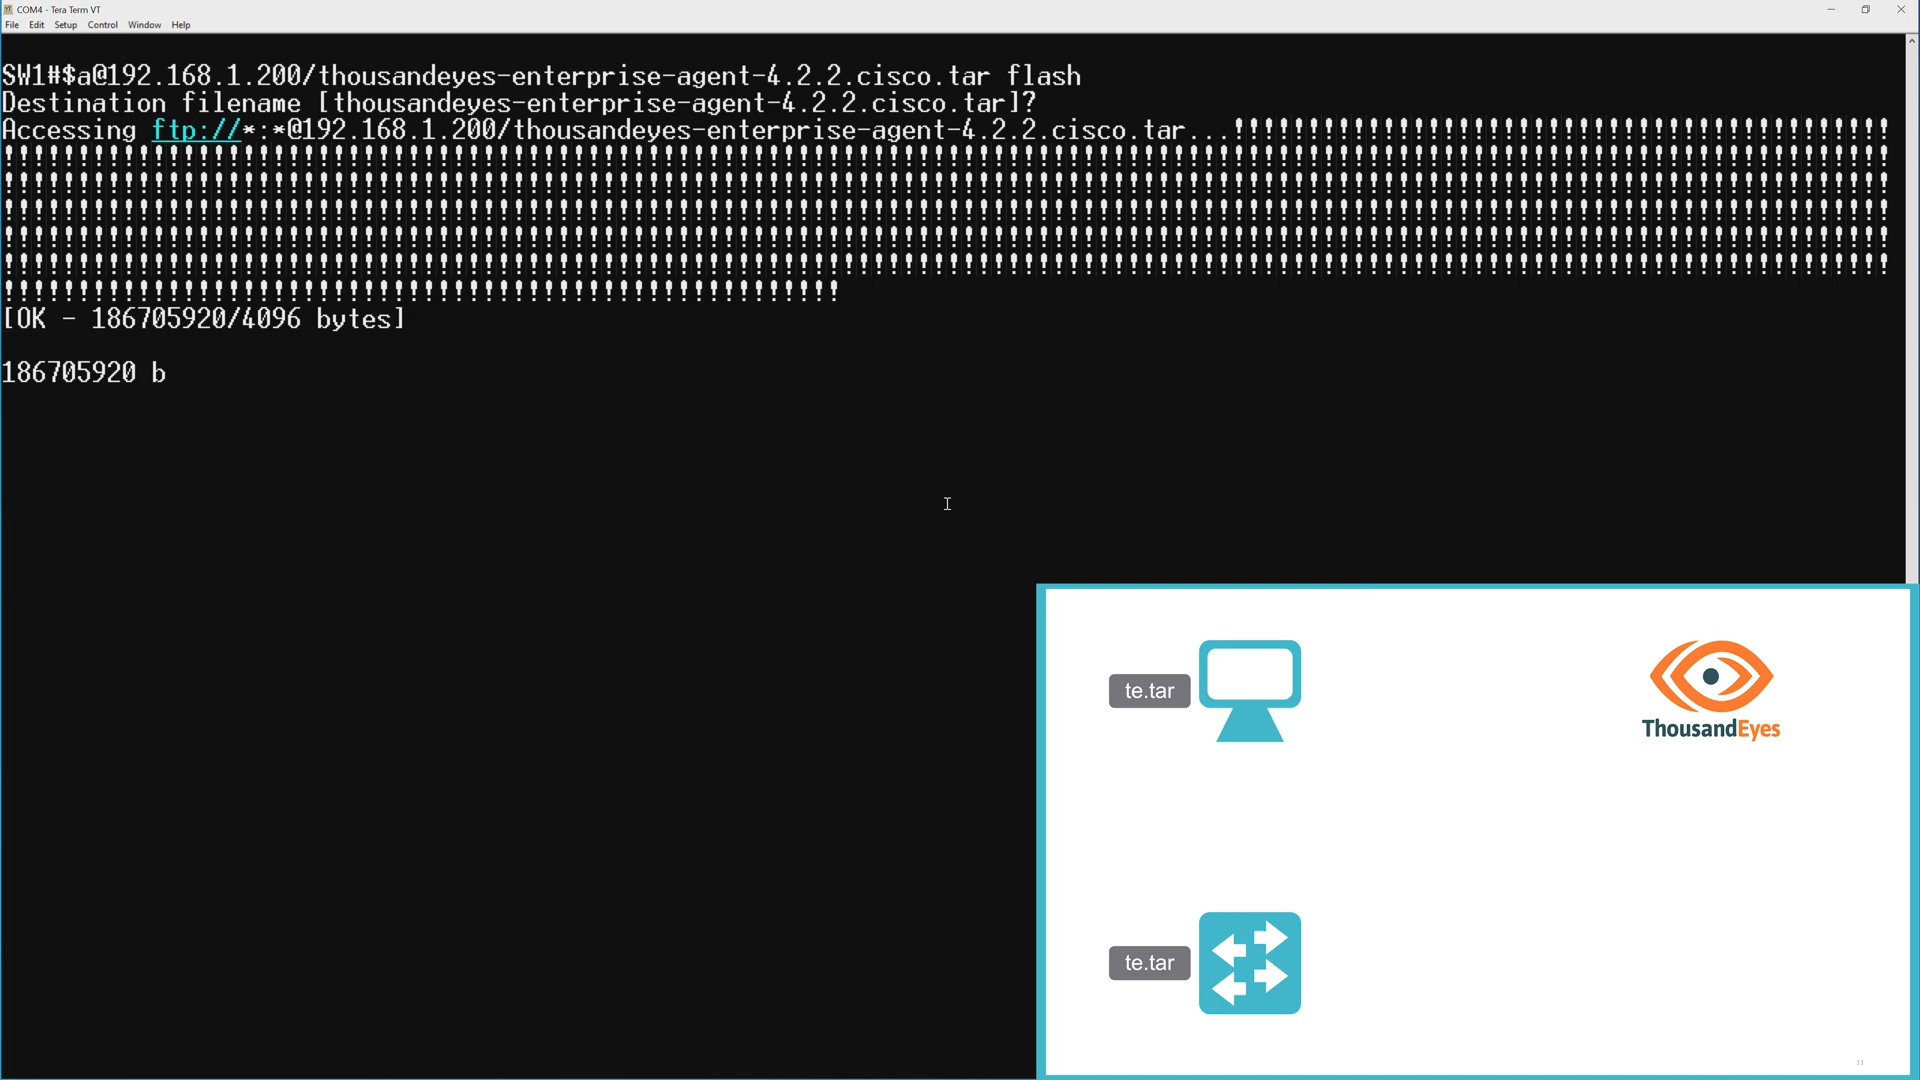 COM4 - Tera Term VT
File Edit Setup Control Window Help
SW1#$a@192.168.1.200/thousandeyes-enterprise-agent-4.2.2.cisco.tar flash
Destination filename [thousandeyes-enterprise-agent-4.2.2.cisco.tar]?
Accessing ftp://*:*@192.168.1.200/thousandeyes-enterprise-agent-4.2.2.cisco.tar...!!!!!!!!!!!!!!!!!!!!!!!!!!!!!!!!!!!!!!!!!!!!
!!!!!!!!!!!!!!!!!!!!!!!!!!!!!!!!!!!!!!!!!!!!!!!!!!!!!!!!!!!!!!!!!!!!!!!!!!!!!!!!!!!!!!!!!!!!!!!!!!!!!!!!!!!!!!!!!!!!!!!!!!!!!!
!!!!!!!!!!!!!!!!!!!!!!!!!!!!!!!!!!!!!!!!!!!!!!!!!!!!!!!!!!!!!!!!!!!!!!!!!!!!!!!!!!!!!!!!!!!!!!!!!!!!!!!!!!!!!!!!!!!!!!!!!!!!!!
!!!!!!!!!!!!!!!!!!!!!!!!!!!!!!!!!!!!!!!!!!!!!!!!!!!!!!!!!!!!!!!!!!!!!!!!!!!!!!!!!!!!!!!!!!!!!!!!!!!!!!!!!!!!!!!!!!!!!!!!!!!!!!
!!!!!!!!!!!!!!!!!!!!!!!!!!!!!!!!!!!!!!!!!!!!!!!!!!!!!!!!!!!!!!!!!!!!!!!!!!!!!!!!!!!!!!!!!!!!!!!!!!!!!!!!!!!!!!!!!!!!!!!!!!!!!!
!!!!!!!!!!!!!!!!!!!!!!!!!!!!!!!!!!!!!!!!!!!!!!!!!!!!!!!!!!!!!!!!!!!!!!!!!!!!!!!!!!!!!!!!!!!!!!!!!!!!!!!!!!!!!!!!!!!!!!!!!!!!!!
!!!!!!!!!!!!!!!!!!!!!!!!!!!!!!!!!!!!!!!!!!!!!!!!!!!!!!!!
[OK - 186705920/4096 bytes]
186705920 b
te.tar
ThousandEyes
te.tar
11